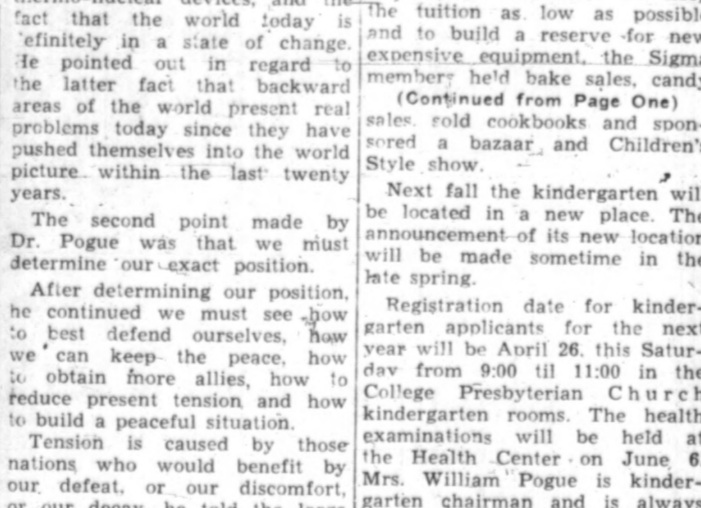 fact that the world today is
efinitely in a state of change.
He pointed out in regard to
the latter fact that backward
areas of the world present real
problems today since they have
pushed themselves into the world
picture within the last twenty
years.
The second point made by
Dr. Pogue was that we must
determine our exact position.
After determining our position,
he continued we must see how
to best defend ourselves, how
we can keep the peace, how
to obtain more allies, how to
reduce present tension and how
to build a peaceful situation.
Tension is caused by those
nations who would benefit by
our defeat, or our discomfort,
the tuition as low as possibl
and to build a reserve for new
expensive equipment, the Sigma
members he'd bake sales, candy
(Continued from Page One)
sales, sold cookbooks and spon-
sored a bazaar and Children's
Style show.
Next fall the kindergarten will
be located in a new place. The
announcement of its new location
will be made sometime in the
late spring.
Registration date for kinder-
garten applicants for the next
year will be April 26, this Satur-
day from 9:00 til 11:00 in the
College Presbyterian Church
kindergarten rooms. The health
examinations will be held at
the Health Center on June 6.
Mrs. William Pogue is kinder-
garten chairman and is always